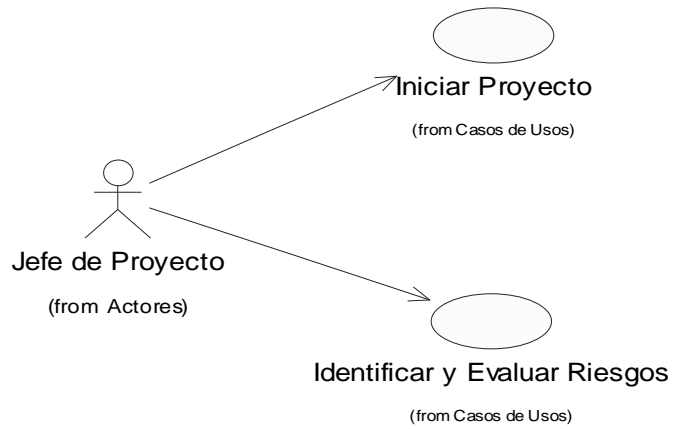 Iniciar Proyecto
(from Casos de Usos)
Jefe de Proyecto
(from Actores)
Identificar y Evaluar Riesgos
(from Casos de Usos)